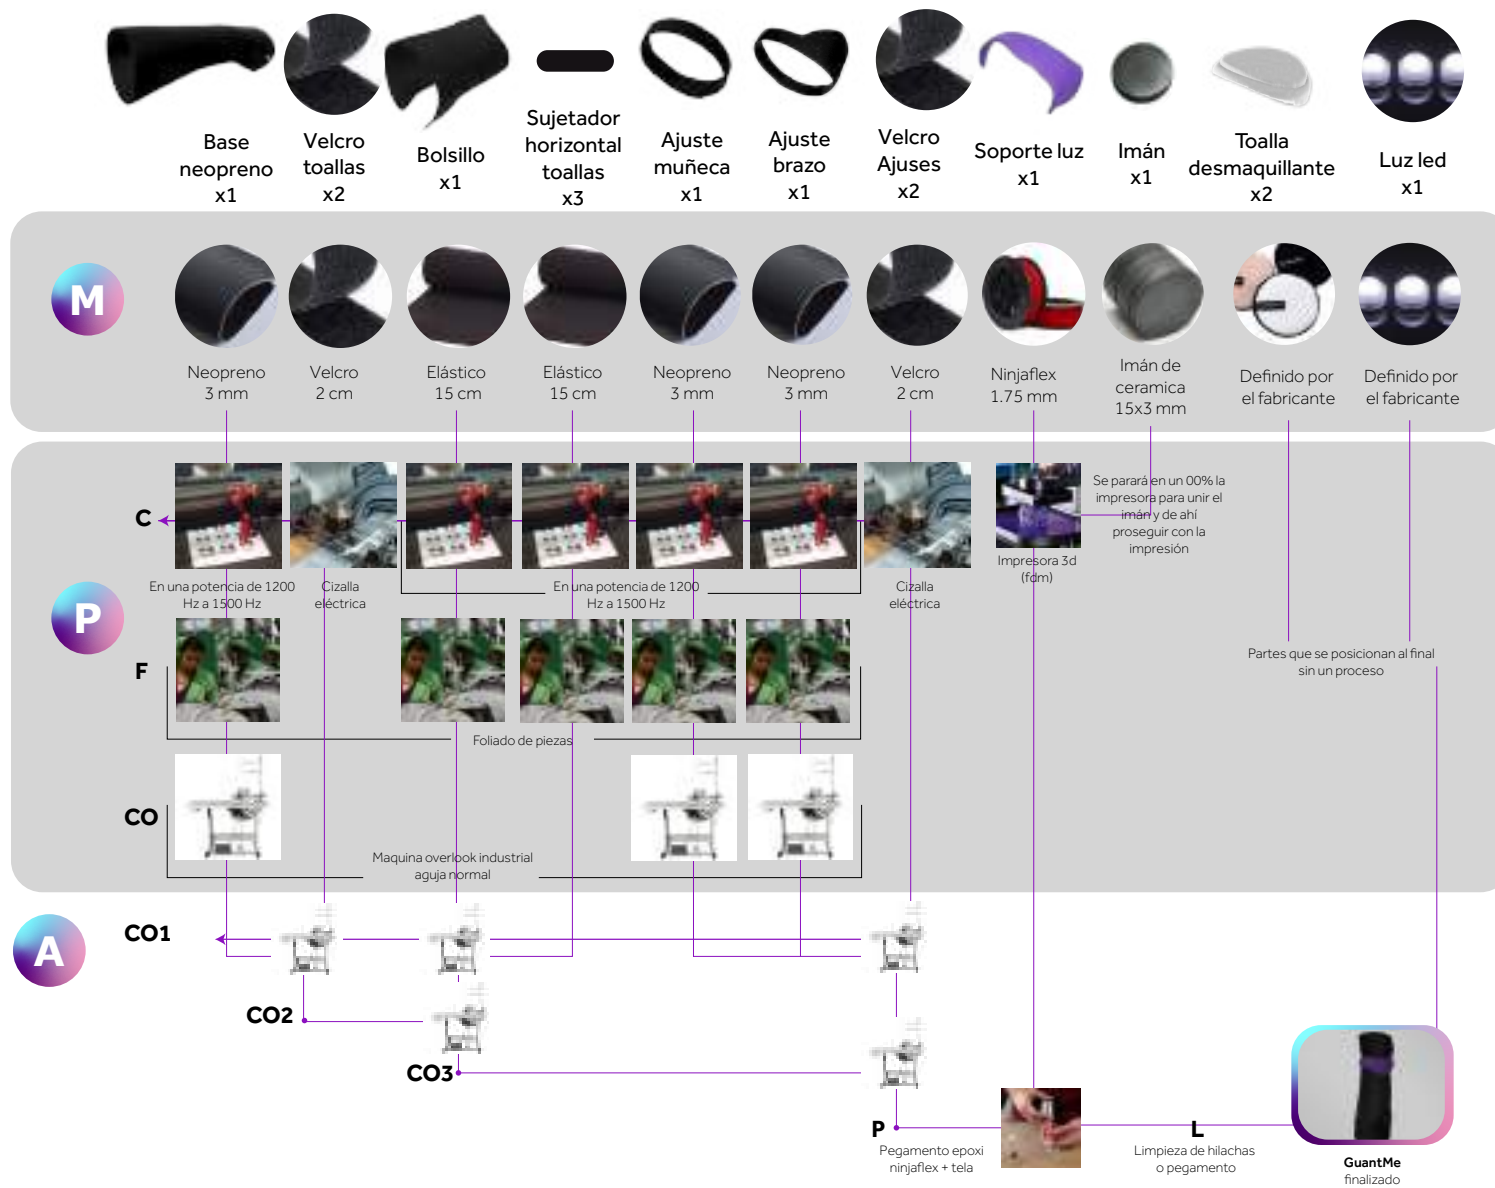 Base
neopreno
x1
Velcro
toallas
x2
Bolsillo
x1
Sujetador
horizontal
toallas
x3
Ajuste
muñeca
x1
Ajuste
brazo
x1
Velcro
Ajuses
x2
Soporte luz
x1
Imán
x1
Toalla
desmaquillante
x2
Luz led
x1
M
Neopreno
3 mm
Velcro
2 cm
Elástico
15 cm
Elástico
15 cm
Neopreno
3 mm
Neopreno
3 mm
Velcro
2 cm
Ninjaflex
1.75 mm
Imán de
ceramica
15x3 mm
Definido por
el fabricante
Definido por
el fabricante
P
C
En una potencia de 1200
Hz a 1500 Hz
Cizalla
eléctrica
En una potencia de 1200
Hz a 1500 Hz
Cizalla
eléctrica
Impresora 3d
(fdm)
Se parará en un 00% la
impresora para unir el
imán y de ahí
proseguir con la
impresión
F
Foliado de piezas
Partes que se posicionan al final
sin un proceso
CO
Maquina overlook industrial
aguja normal
A
CO1
CO2
CO3
P
Pegamento epoxi
ninjaflex + tela
L
Limpieza de hilachas
o pegamento
GuantMe
finalizado